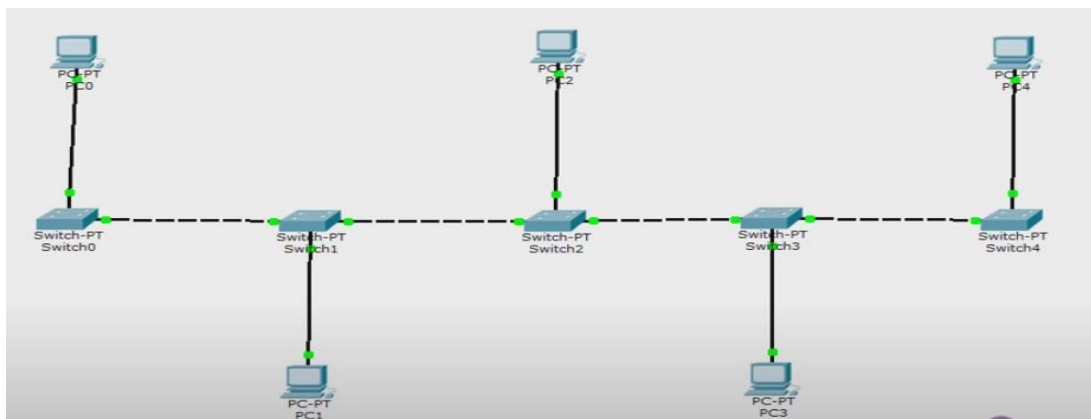 PC-PT
PC0
PC-PT
PC2
PC-PT
PC4
Switch-PT
Switch0
Switch-PT
Switch1
Switch-PT
Switch2
Switch-PT
Switch3
Switch-PT
Switch4
PC-PT
PC1
PC-PT
PC3